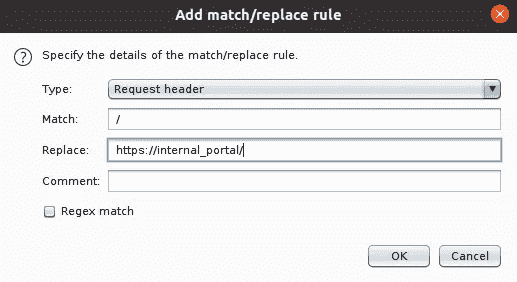 Add match/replace rule
Specify the details of the match/replace rule.
Type: Request header
Match: /
Replace: https://internal_portal/
Comment:
Regex match
OK Cancel